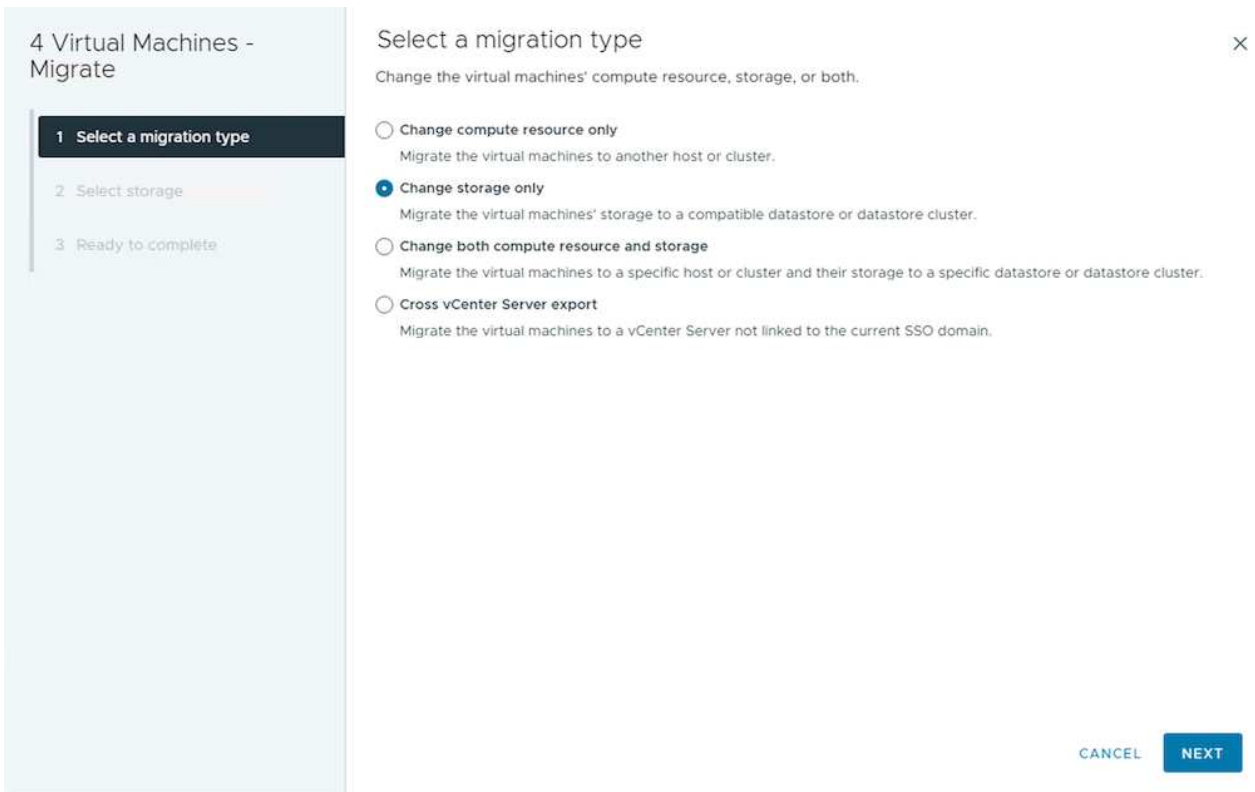 4 Virtual Machines -
Migrate
1 Select a migration type
2 Select storage
3 Ready to complete
Select a migration type
Change the virtual machines' compute resource, storage, or both.
Change compute resource only
Migrate the virtual machines to another host or cluster.
Change storage only
Migrate the virtual machines' storage to a compatible datastore or datastore cluster.
Change both compute resource and storage
Migrate the virtual machines to a specific host or cluster and their storage to a specific datastore or datastore cluster.
Cross vCenter Server export
Migrate the virtual machines to a vCenter Server not linked to the current SSO domain.
CANCEL
NEXT